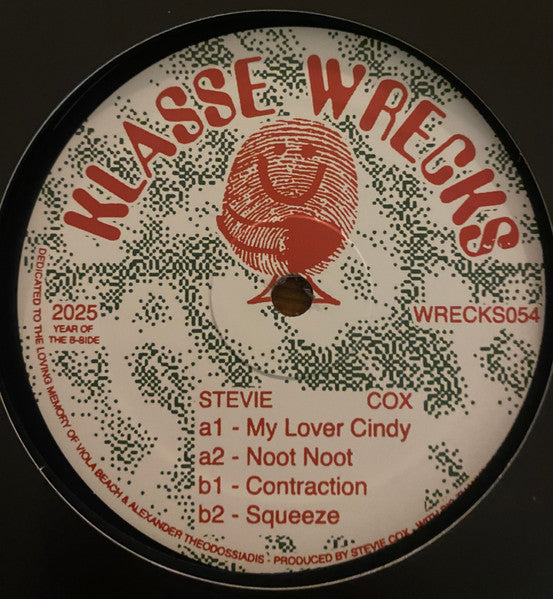 KLASSE WRECKS
2025
YEAR OF
THE B-SIDE
WRECKS054
STEVIE COX
a1 - My Lover Cindy
a2 - Noot Noot
b1 - Contraction
b2 - Squeeze
DEDICATED TO THE LOVING MEMORY OF VIOLA BEACH & ALEXANDER THEODOSSIADIS - PRODUCED BY STEVIE COX - WITH